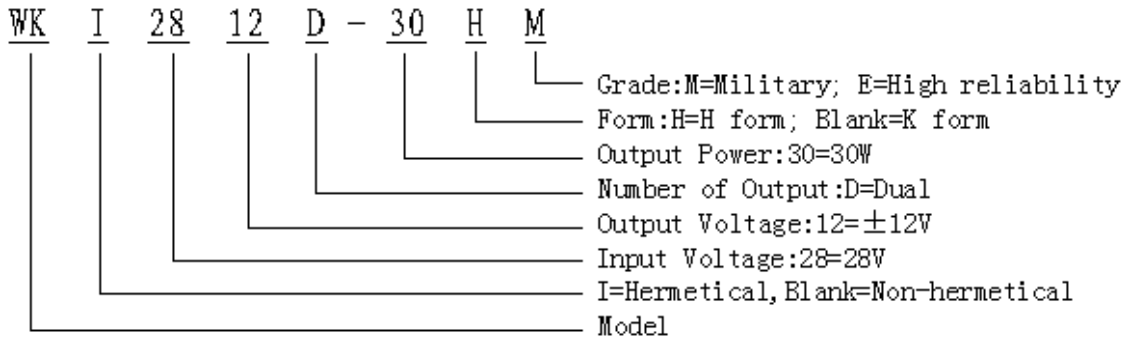 WK I 28 12 D - 30 H M
Grade:M=Military; E=High reliability
Form:H=H form; Blank=K form
Output Power:30=30W
Number of Output:D=Dual
Output Voltage:12=±12V
Input Voltage:28=28V
I=Hermetical,Blank=Non-hermetical
Model